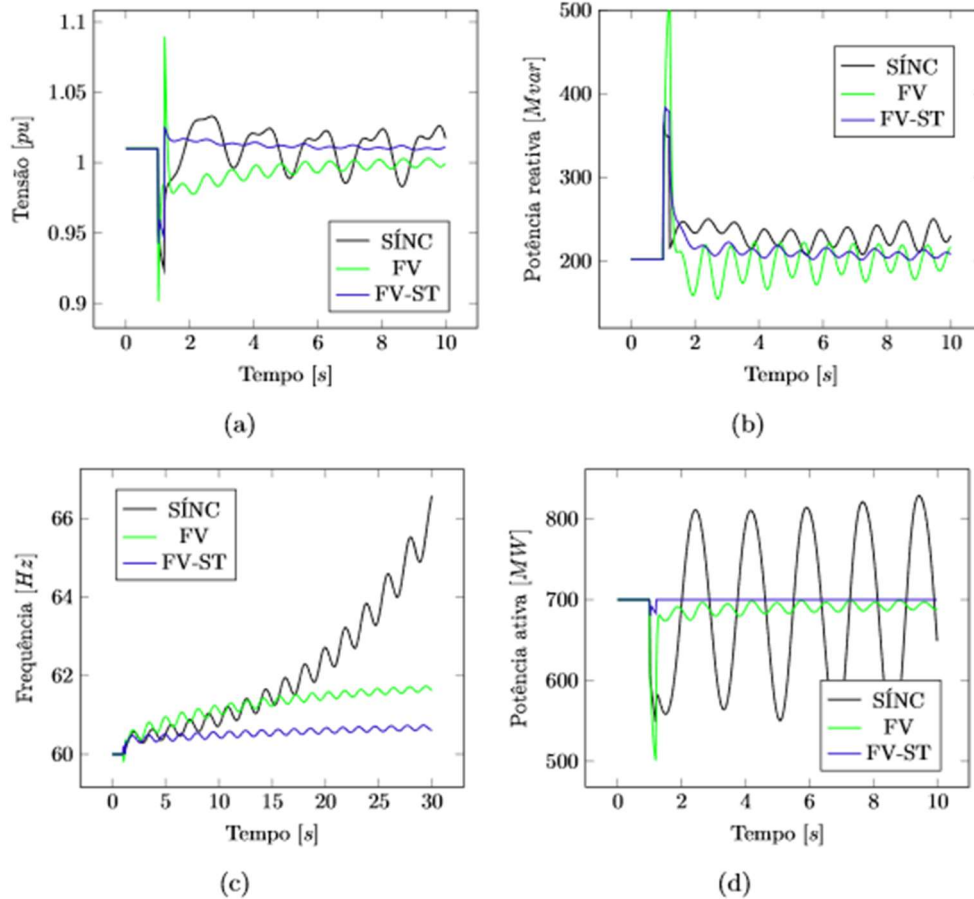 1.1
1.05
1
0.95
0.9
Tensão [pu]
SÍNC
FV
FV-ST
0 2 4 6 8 10
Tempo [s]
(a)
500
400
300
200
Potência reativa [Mvar]
SÍNC
FV
FV-ST
0 2 4 6 8 10
Tempo [s]
(b)
66
64
62
60
Frequência [Hz]
SÍNC
FV
FV-ST
0 5 10 15 20 25 30
Tempo [s]
(c)
800
700
600
500
Potência ativa [MW]
SÍNC
FV
FV-ST
0 2 4 6 8 10
Tempo [s]
(d)